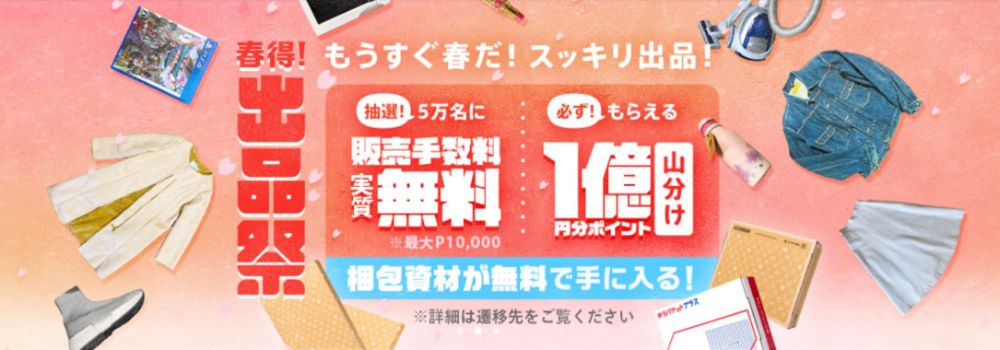 春得!
出品祭
もうすぐ春だ! スッキリ出品!
抽選! 5万名に
販売手数料
実質
無料
※最大P10,000
必ず! もらえる
1億
円分ポイント
山分け
梱包資材が無料で手に入る!
※詳細は遷移先をご覧ください
ゆうパケットプラス